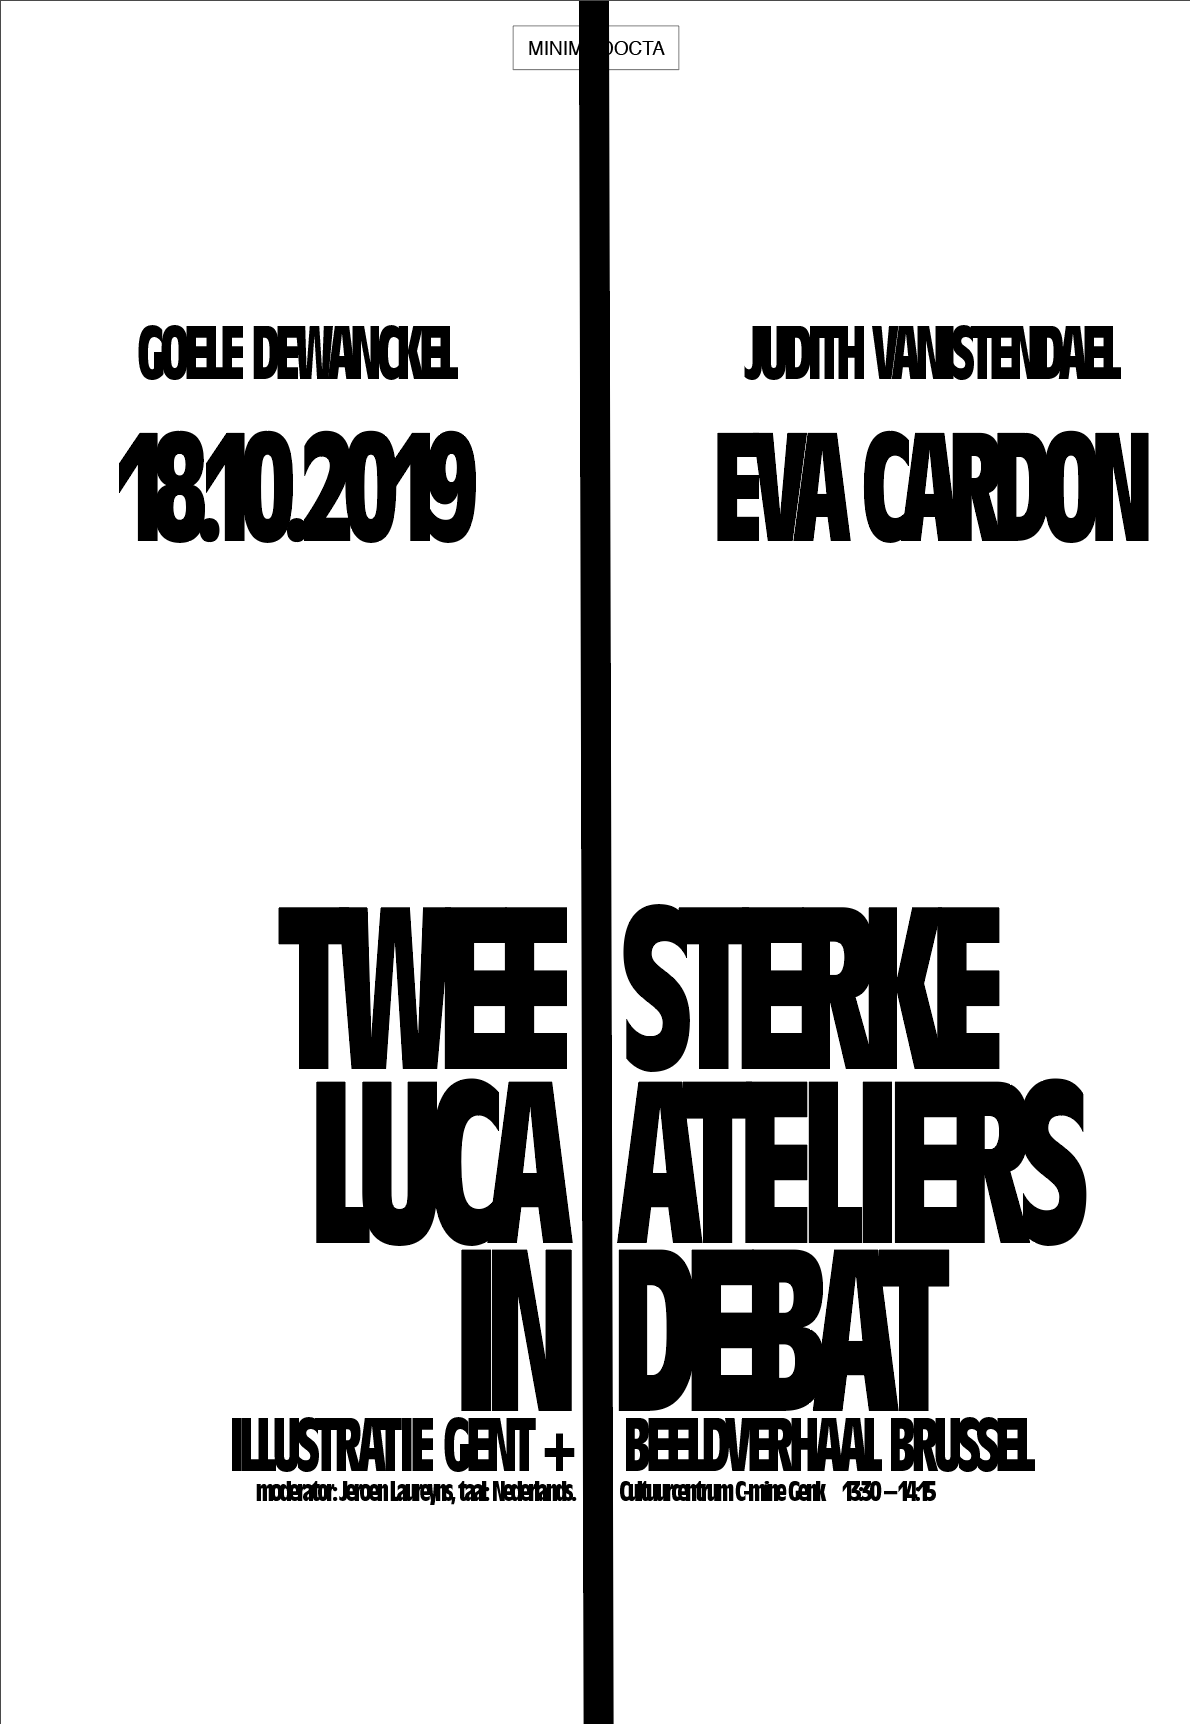 MINIM DOCTA
GOELE DEWANCKEL
JUDITH VANISTENDAEL
18.10.2019
EVA CARDON
TWEE STERKE
LUCA ATELIERS
IN DEBAT
ILLUSTRATIE GENT + BEELDVERHAAL BRUSSEL
moderator: Jeroen Laureyns, taal: Nederlands. Cultuurcentrum C-mine Genk 13:30 – 14:15